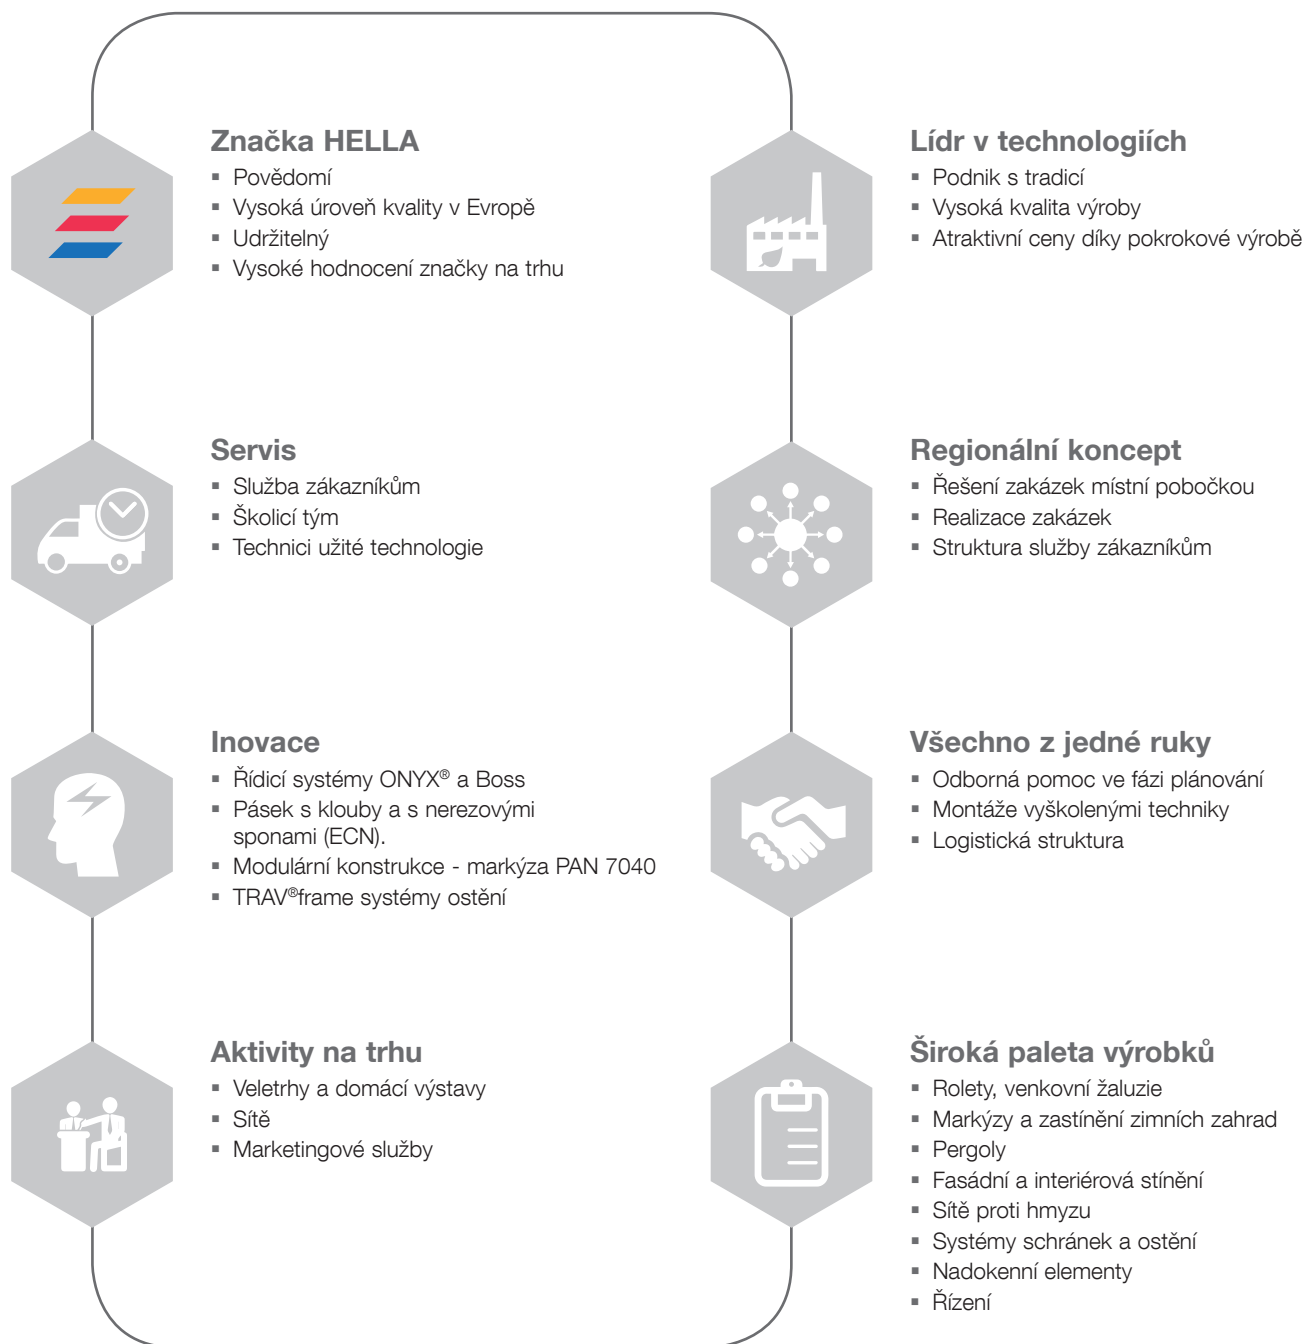 Značka HELLA
▪ Povědomí
▪ Vysoká úroveň kvality v Evropě
▪ Udržitelný
▪ Vysoké hodnocení značky na trhu
Lídr v technologiích
▪ Podnik s tradicí
▪ Vysoká kvalita výroby
▪ Atraktivní ceny díky pokrokové výrobě
Servis
▪ Služba zákazníkům
▪ Školicí tým
▪ Technici užité technologie
Regionální koncept
▪ Řešení zakázek místní pobočkou
▪ Realizace zakázek
▪ Struktura služby zákazníkům
Inovace
▪ Řídicí systémy ONYX® a Boss
▪ Pásek s klouby a s nerezovými
sponami (ECN).
▪ Modulární konstrukce - markýza PAN 7040
▪ TRAV®frame systémy ostění
Všechno z jedné ruky
▪ Odborná pomoc ve fázi plánování
▪ Montáže vyškolenými techniky
▪ Logistická struktura
Aktivity na trhu
▪ Veletrhy a domácí výstavy
▪ Sítě
▪ Marketingové služby
Široká paleta výrobků
▪ Rolety, venkovní žaluzie
▪ Markýzy a zastínění zimních zahrad
▪ Pergoly
▪ Fasádní a interiérová stínění
▪ Sítě proti hmyzu
▪ Systémy schránek a ostění
▪ Nadokenní elementy
▪ Řízení